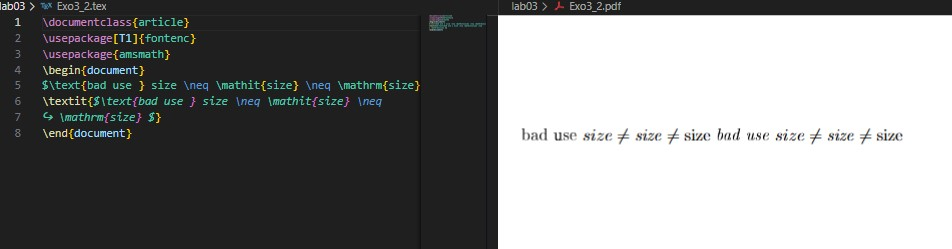 lab03 > TeX Exo3_2.tex
lab03 > Exo3_2.pdf
1 \documentclass{article}
2 \usepackage[T1]{fontenc}
3 \usepackage{amsmath}
4 \begin{document}
5 $\text{bad use } size \neq \mathit{size} \neq \mathrm{size}
6 \textit{$\text{bad use } size \neq \mathit{size} \neq
7 ↪ \mathrm{size} $}
8 \end{document}
bad use size ≠ size ≠ size bad use size ≠ size ≠ size